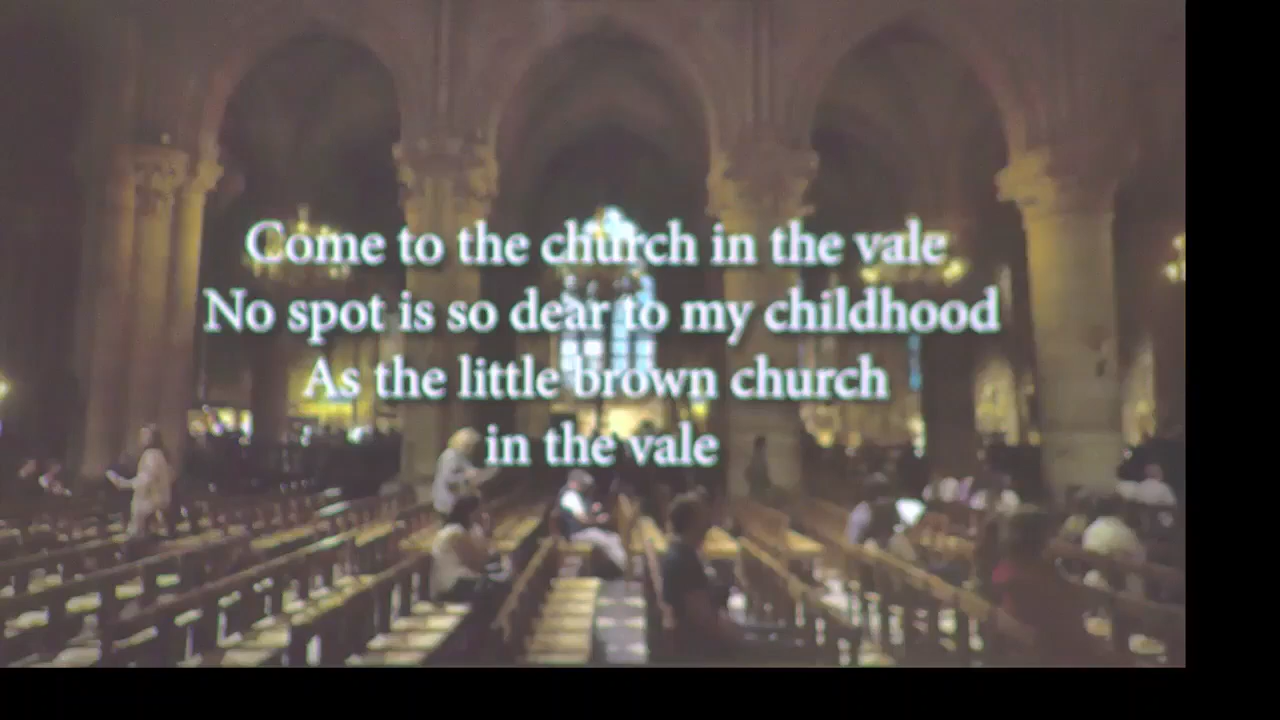 Come to the church in the vale
No spot is so dear to my childhood
As the little brown church
in the vale